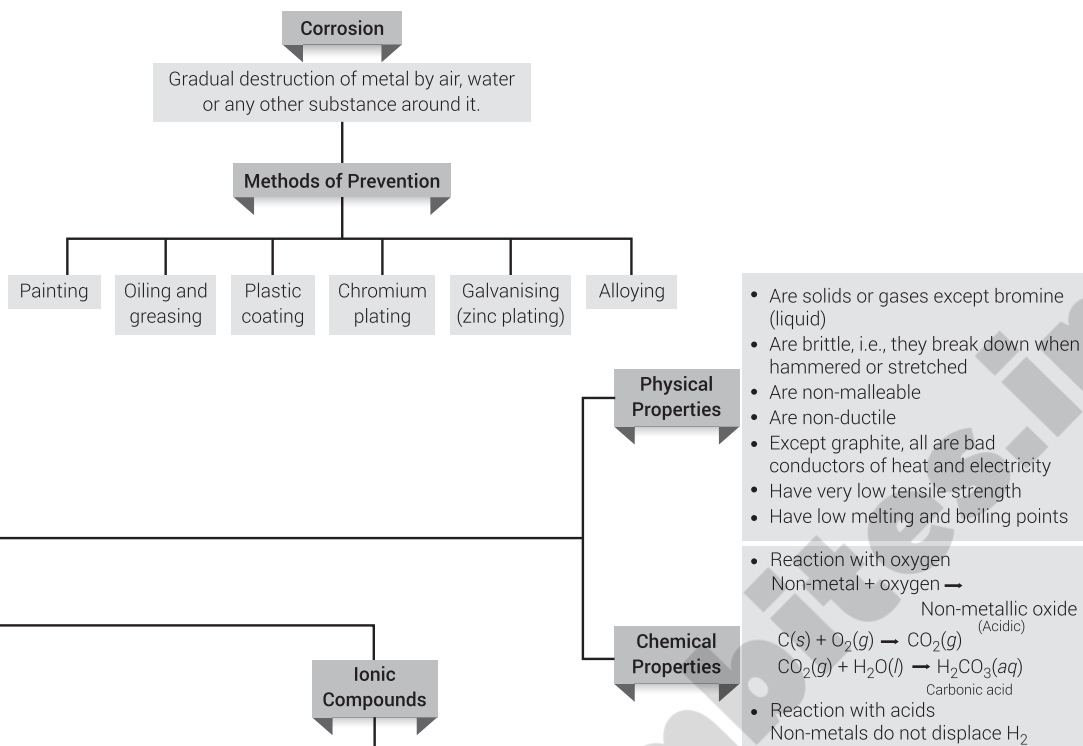 Corrosion
Gradual destruction of metal by air, water
or any other substance around it.
Methods of Prevention
Painting
Oiling and
greasing
Plastic
coating
Chromium
plating
Galvanising
(zinc plating)
Alloying
Physical
Properties
• Are solids or gases except bromine
(liquid)
• Are brittle, i.e., they break down when
hammered or stretched
• Are non-malleable
• Are non-ductile
• Except graphite, all are bad
conductors of heat and electricity
• Have very low tensile strength
• Have low melting and boiling points
Chemical
Properties
• Reaction with oxygen
Non-metal + oxygen →
Non-metallic oxide
(Acidic)
C(s) + O₂(g) → CO₂(g)
CO₂(g) + H₂O(l) → H₂CO₃(aq)
Carbonic acid
• Reaction with acids
Non-metals do not displace H₂
Ionic
Compounds